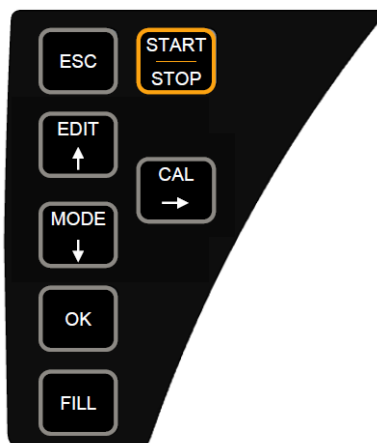 ESC
START
STOP
EDIT
↑
CAL
→
MODE
↓
OK
FILL